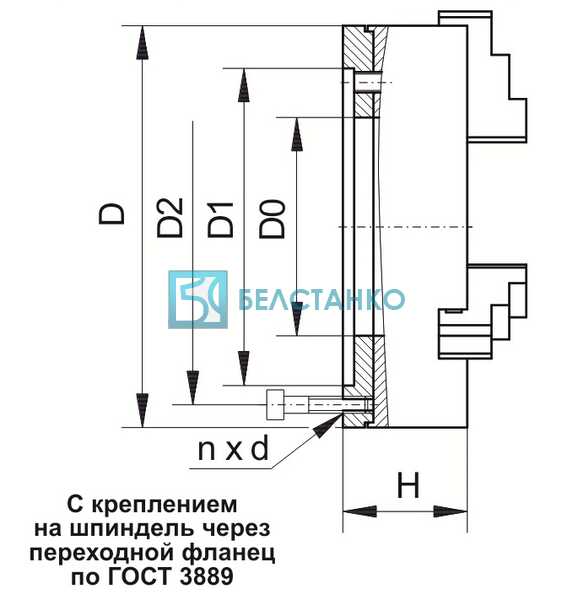 D
D2
D1
D0
БЕЛСТАНКО
n x d
H
С креплением
на шпиндель через
переходной фланец
по ГОСТ 3889